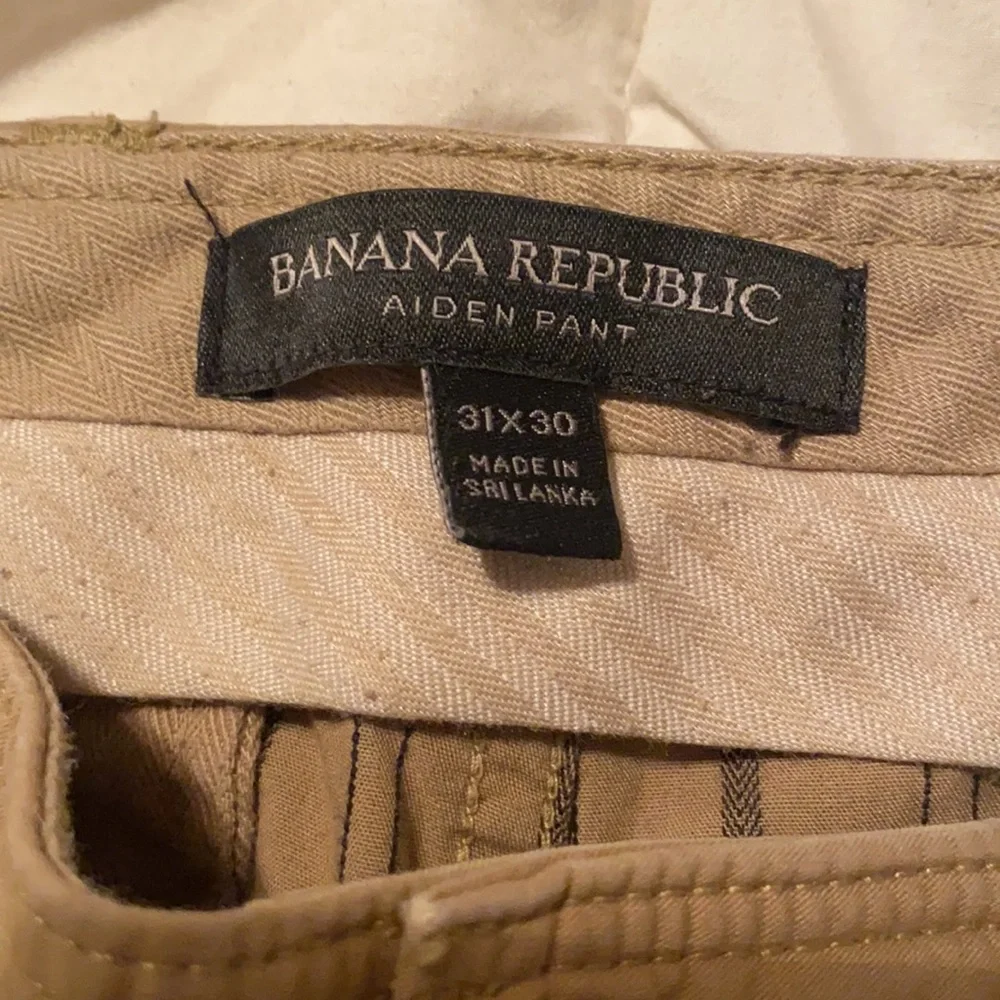 BANANA REPUBLIC
AIDEN PANT
31X30
MADE IN
SRI LANKA